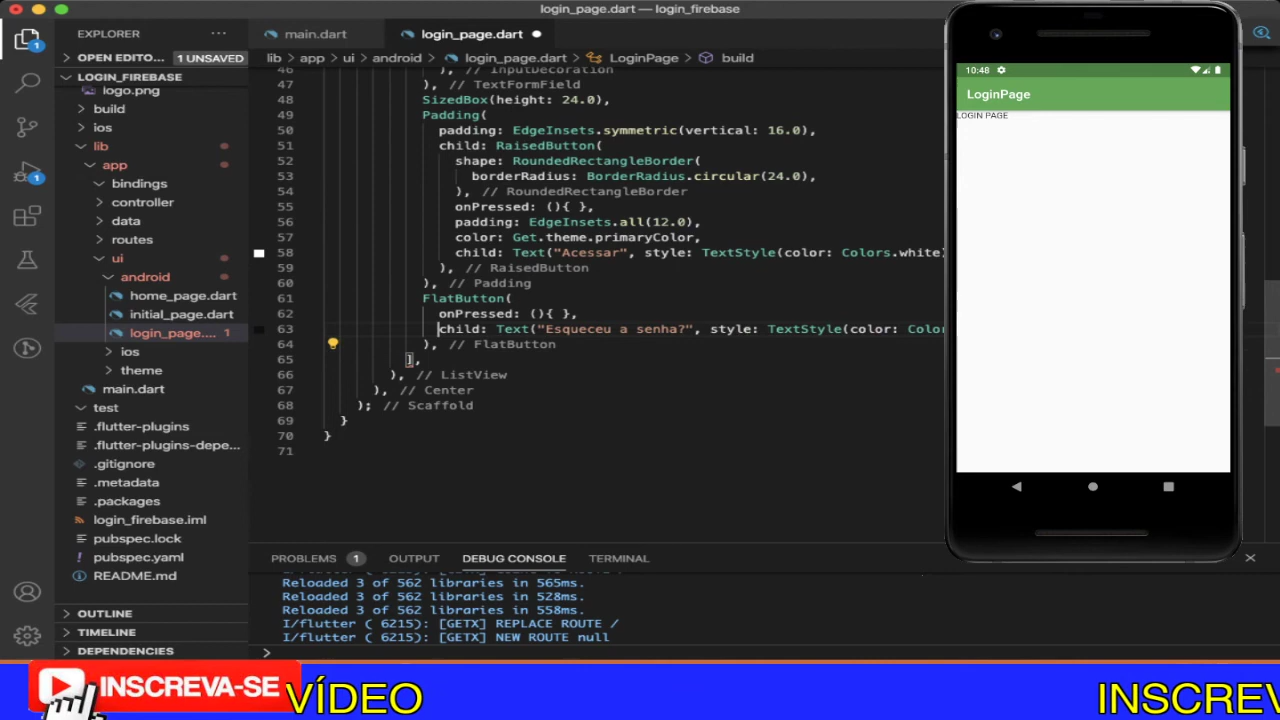 login_page.dart — login_firebase
EXPLORER
main.dart
login_page.dart
OPEN EDITO...
1 UNSAVED
lib > app > ui > android > login_page.dart > LoginPage > build
LOGIN_FIREBASE
logo.png
build
ios
lib
app
bindings
controller
data
routes
ui
android
home_page.dart
initial_page.dart
login_page.... 1
ios
theme
main.dart
test
.flutter-plugins
.flutter-plugins-depe...
.gitignore
.metadata
.packages
login_firebase.iml
pubspec.lock
pubspec.yaml
README.md
OUTLINE
TIMELINE
DEPENDENCIES
46 ), // InputDecoration
47 ), // TextFormField
48 SizedBox(height: 24.0),
49 Padding(
50 padding: EdgeInsets.symmetric(vertical: 16.0),
51 child: RaisedButton(
52 shape: RoundedRectangleBorder(
53 borderRadius: BorderRadius.circular(24.0),
54 ), // RoundedRectangleBorder
55 onPressed: (){ },
56 padding: EdgeInsets.all(12.0),
57 color: Get.theme.primaryColor,
58 child: Text("Acessar", style: TextStyle(color: Colors.white)
59 ), // RaisedButton
60 ), // Padding
61 FlatButton(
62 onPressed: (){ },
63 child: Text("Esqueceu a senha?", style: TextStyle(color: Color
64 ), // FlatButton
65 ],
66 ), // ListView
67 ), // Center
68 ); // Scaffold
69 }
70 }
71
PROBLEMS 1 OUTPUT DEBUG CONSOLE TERMINAL
Reloaded 3 of 562 libraries in 565ms.
Reloaded 3 of 562 libraries in 528ms.
Reloaded 3 of 562 libraries in 558ms.
I/flutter ( 6215): [GETX] REPLACE ROUTE /
I/flutter ( 6215): [GETX] NEW ROUTE null
>
10:48
LoginPage
LOGIN PAGE
INSCREVA-SE
VÍDEO
INSCREV